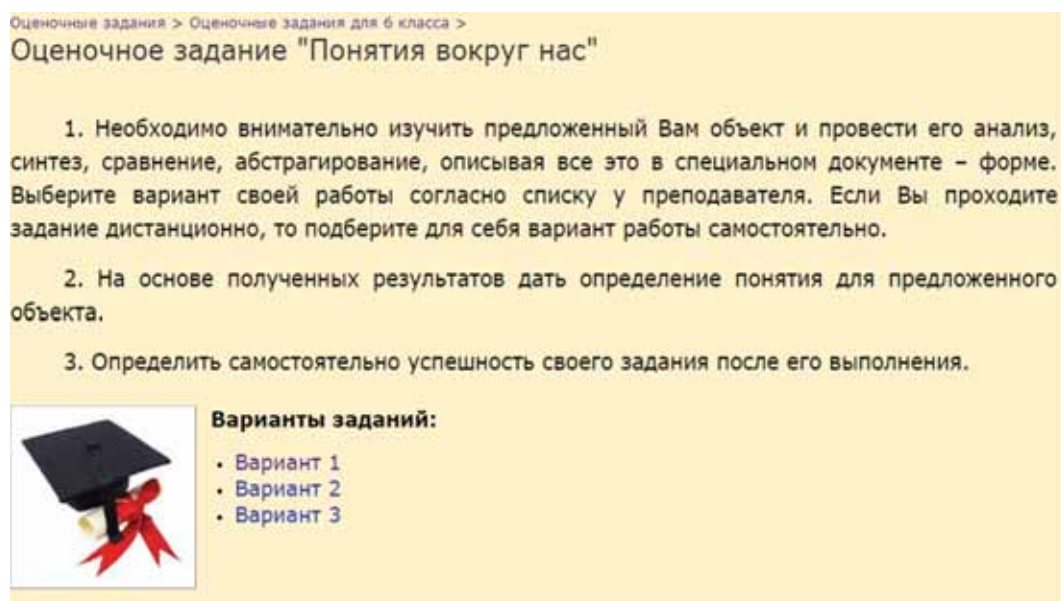 Оценочные задания > Оценочные задания для 6 класса >
Оценочное задание "Понятия вокруг нас"
1. Необходимо внимательно изучить предложенный Вам объект и провести его анализ,
синтез, сравнение, абстрагирование, описывая все это в специальном документе – форме.
Выберите вариант своей работы согласно списку у преподавателя. Если Вы проходите
задание дистанционно, то подберите для себя вариант работы самостоятельно.
2. На основе полученных результатов дать определение понятия для предложенного
объекта.
3. Определить самостоятельно успешность своего задания после его выполнения.
Варианты заданий:
• Вариант 1
• Вариант 2
• Вариант 3